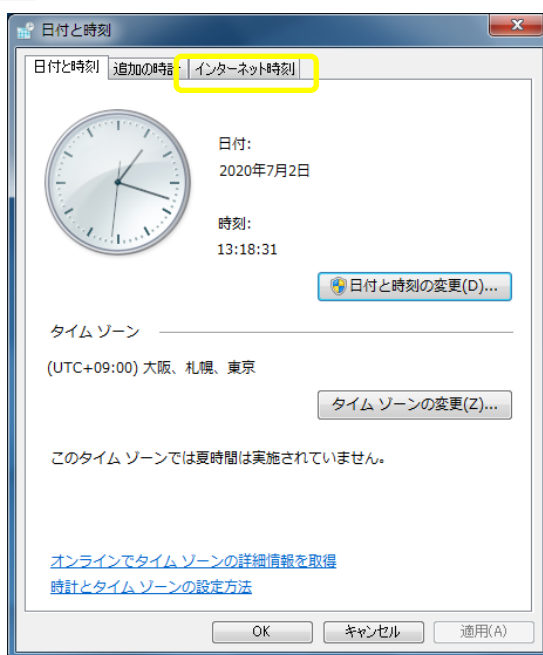 日付と時刻
日付と時刻 追加の時計 インターネット時刻
日付:
2020年7月2日
時刻:
13:18:31
日付と時刻の変更(D)...
タイム ゾーン
(UTC+09:00) 大阪、札幌、東京
タイム ゾーンの変更(Z)...
このタイム ゾーンでは夏時間は実施されていません。
オンラインでタイム ゾーンの詳細情報を取得
時計とタイム ゾーンの設定方法
OK キャンセル 適用(A)